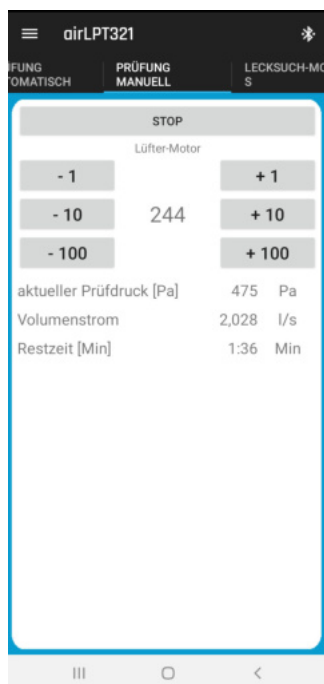 airLPT321
IFUNG
OMATISCH
PRÜFUNG
MANUELL
LECKSUCH-MO
S
STOP
Lüfter-Motor
- 1
+ 1
- 10
244
+ 10
- 100
+ 100
aktueller Prüfdruck [Pa] 475 Pa
Volumenstrom 2,028 l/s
Restzeit [Min] 1:36 Min